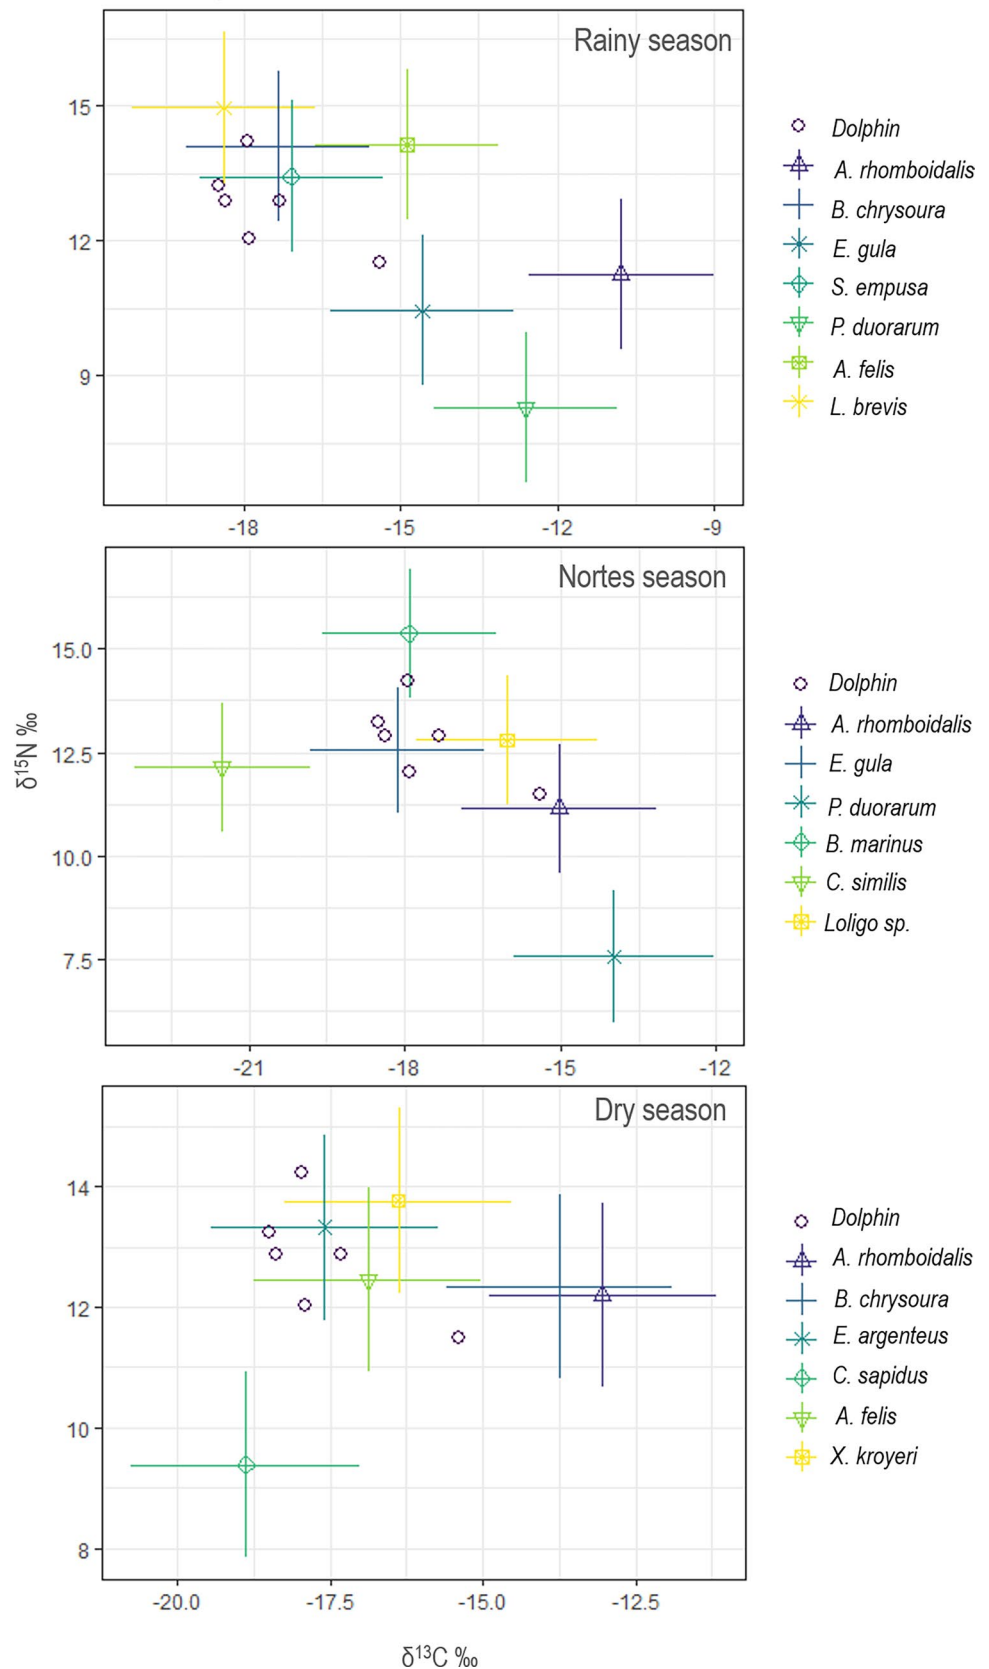 Rainy season
15
12
9
-18
-15
-12
-9
Dolphin
A. rhomboidalis
B. chrysoura
E. gula
S. empusa
P. duorarum
A. felis
L. brevis
Nortes season
15.0
12.5
10.0
7.5
-21
-18
-15
-12
δ15N ‰
Dolphin
A. rhomboidalis
E. gula
P. duorarum
B. marinus
C. similis
Loligo sp.
Dry season
14
12
10
8
-20.0
-17.5
-15.0
-12.5
Dolphin
A. rhomboidalis
B. chrysoura
E. argenteus
C. sapidus
A. felis
X. kroyeri
δ13C ‰